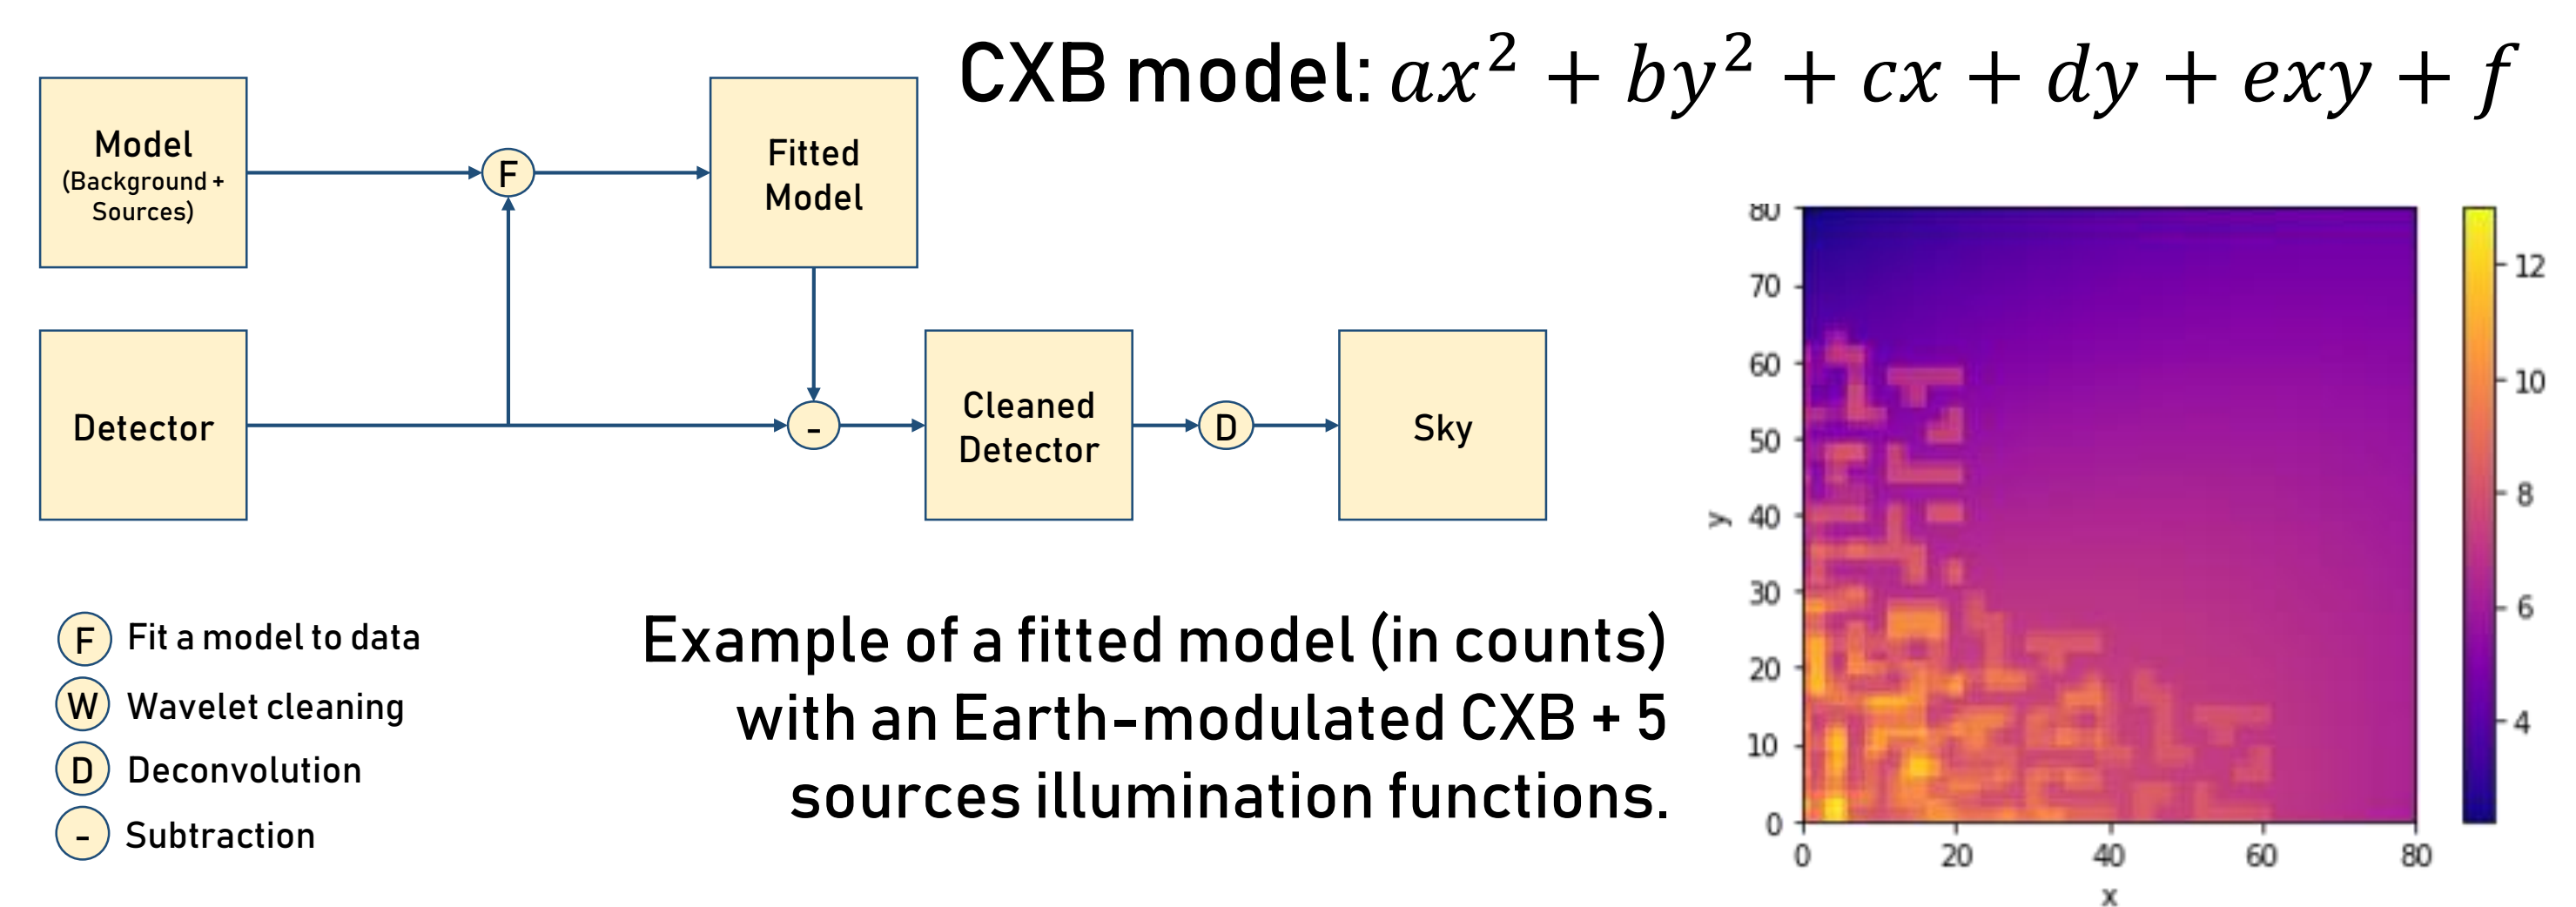 CXB model: 𝑎𝑥² + 𝑏𝑦² + 𝑐𝑥 + 𝑑𝑦 + 𝑒𝑥𝑦 + 𝑓
Model
(Background +
Sources)
F
Fitted
Model
Detector
-
Cleaned
Detector
D
Sky
F Fit a model to data
W Wavelet cleaning
D Deconvolution
- Subtraction
Example of a fitted model (in counts)
with an Earth-modulated CXB + 5
sources illumination functions.
80
70
60
50
40
30
20
10
0
y
0 20 40 60 80
x
12
10
8
6
4